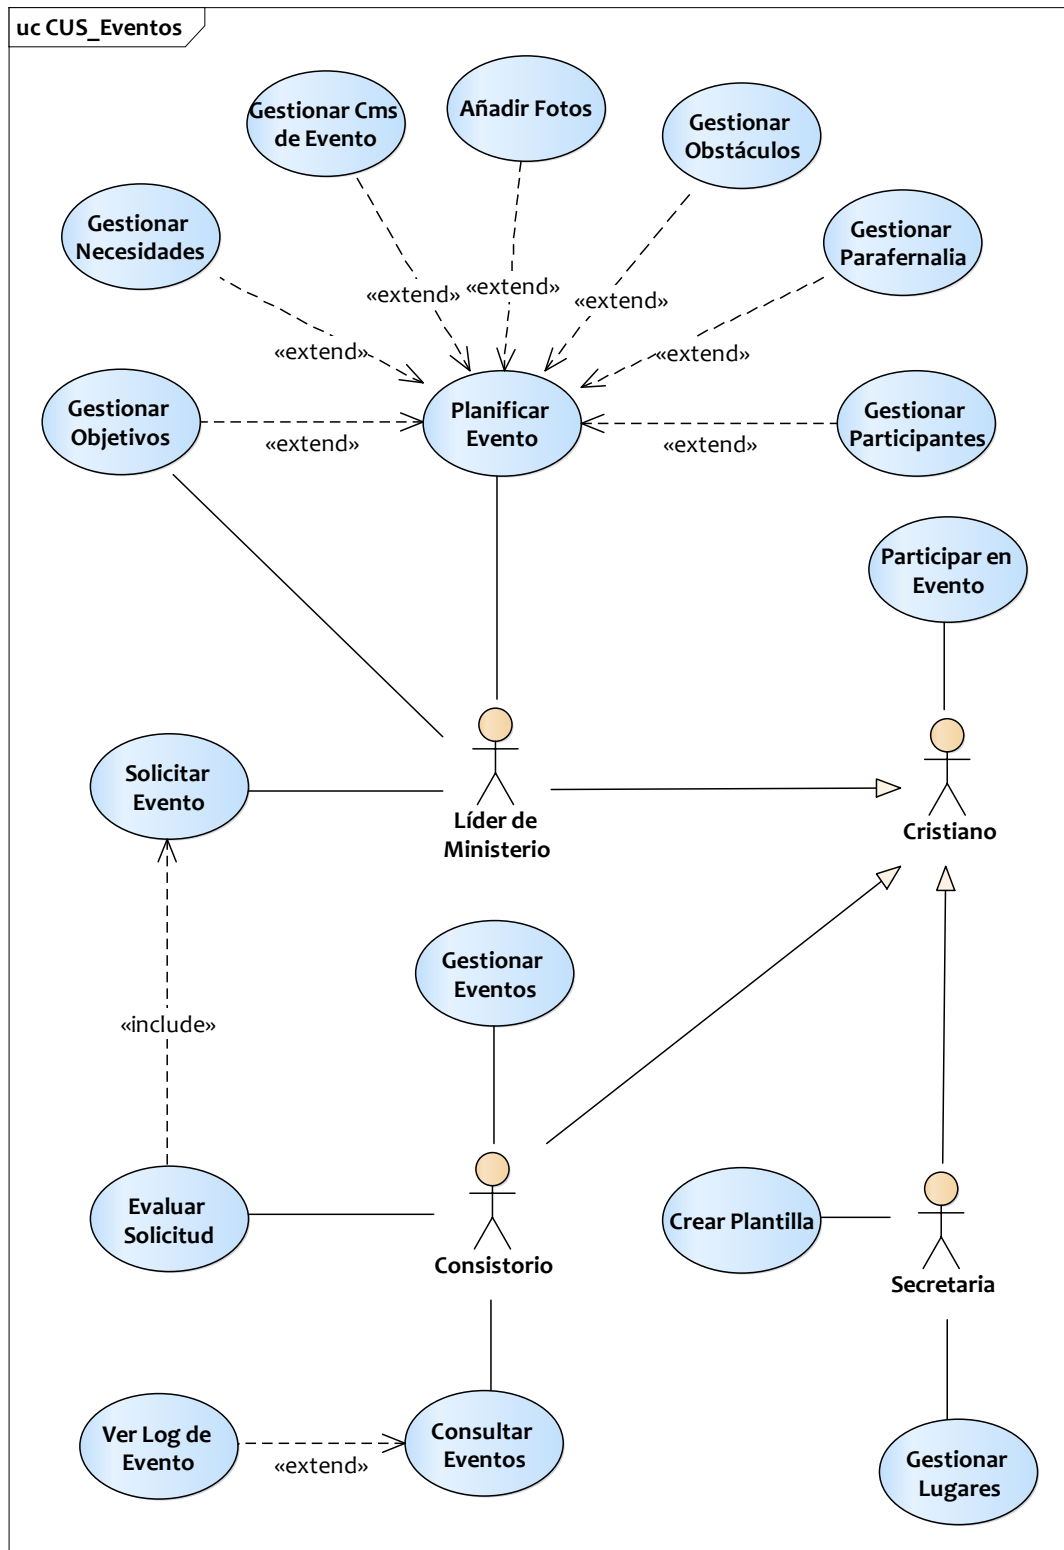 uc CUS_Eventos
Gestionar Cms
de Evento
Añadir Fotos
Gestionar
Obstáculos
Gestionar
Necesidades
Gestionar
Parafernalia
«extend»
«extend»
«extend»
«extend»
«extend»
Gestionar
Objetivos
«extend»
Planificar
Evento
«extend»
Gestionar
Participantes
Participar en
Evento
Solicitar
Evento
Líder de
Ministerio
Cristiano
Gestionar
Eventos
«include»
Evaluar
Solicitud
Consistorio
Crear Plantilla
Secretaria
Ver Log de
Evento
«extend»
Consultar
Eventos
Gestionar
Lugares